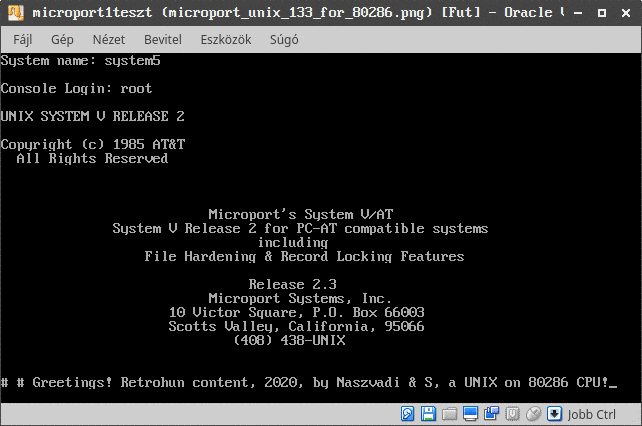 microport1teszt (microport_unix_133_for_80286.png) [Fut] - Oracle
Fájl Gép Nézet Bevitel Eszközök Súgó
System name: system5
Console Login: root
UNIX SYSTEM V RELEASE 2
Copyright (c) 1985 AT&T
All Rights Reserved
Microport's System V/AT
System V Release 2 for PC-AT compatible systems
including
File Hardening & Record Locking Features
Release 2.3
Microport Systems, Inc.
10 Victor Square, P.O. Box 66003
Scotts Valley, California, 95066
(408) 438-UNIX
# # Greetings! Retrohun content, 2020, by Naszvadi & S, a UNIX on 80286 CPU!_
Jobb Ctrl